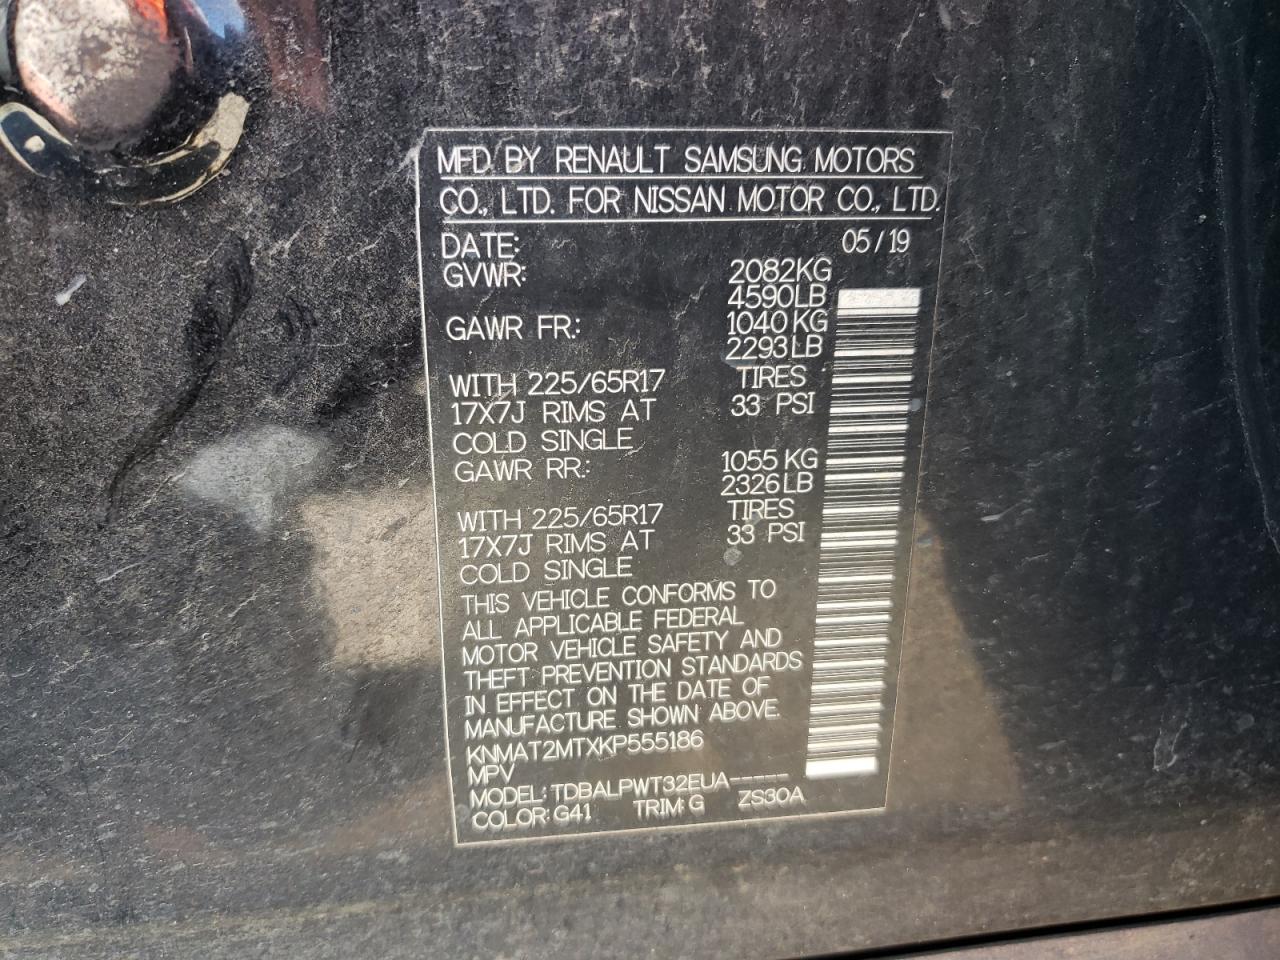 MFD BY RENAULT SAMSUNG MOTORS
CO., LTD. FOR NISSAN MOTOR CO., LTD.
DATE: 05/19
GVWR: 2082KG
4590LB
GAWR FR.: 1040KG
2293LB
WITH 225/65R17 TIRES
17X7J RIMS AT 33 PSI
COLD SINGLE
GAWR RR.: 1055KG
2326LB
WITH 225/65R17 TIRES
17X7J RIMS AT 33 PSI
COLD SINGLE
THIS VEHICLE CONFORMS TO
ALL APPLICABLE FEDERAL
MOTOR VEHICLE SAFETY AND
THEFT PREVENTION STANDARDS
IN EFFECT ON THE DATE OF
MANUFACTURE SHOWN ABOVE.
KNMAT2MTXKP555186
MPV
MODEL: TDBALPWT32EUA-----
COLOR: G41 TRIM: G ZS30A